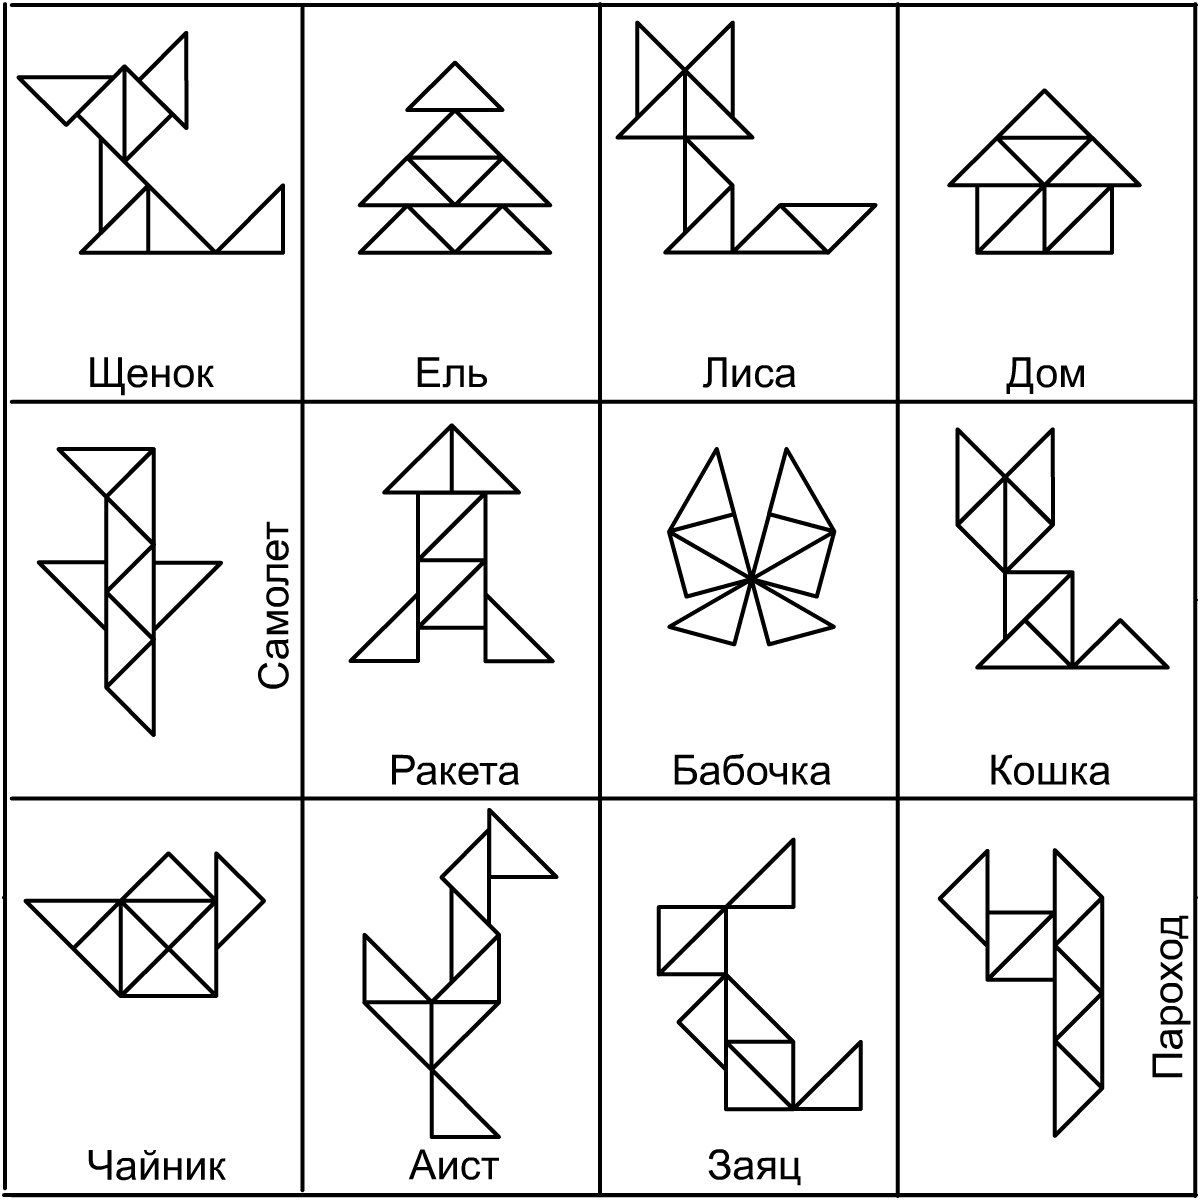 Щенок
Ель
Лиса
Дом
Самолет
Ракета
Бабочка
Кошка
Чайник
Аист
Заяц
Пароход